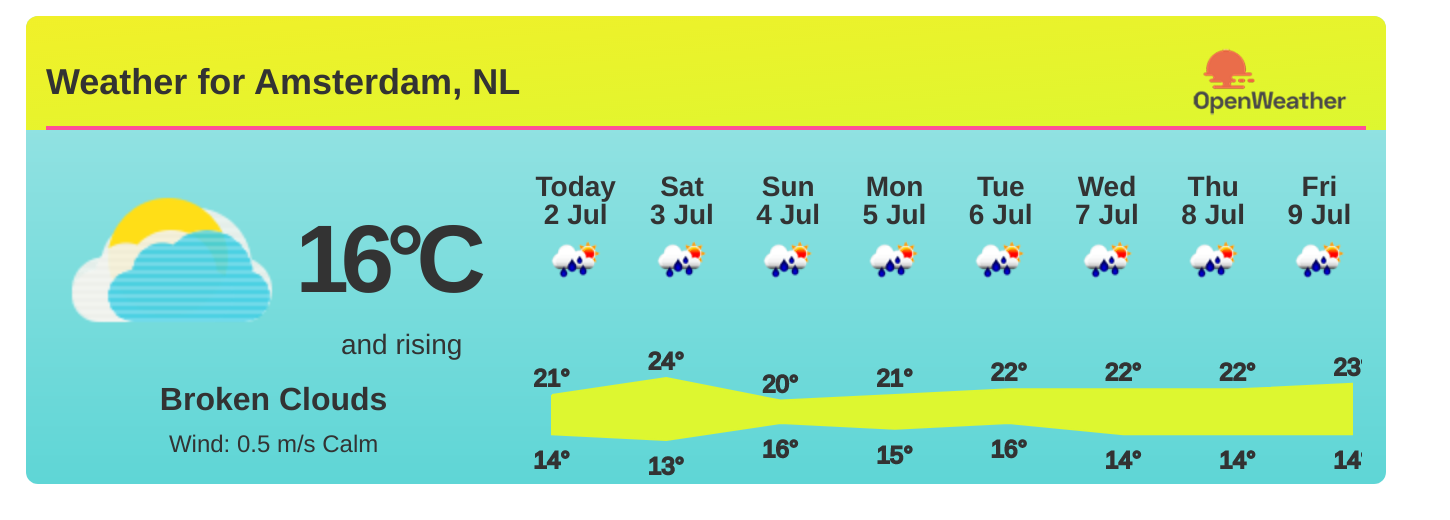 Weather for Amsterdam, NL
OpenWeather
16°C
and rising
Broken Clouds
Wind: 0.5 m/s Calm
Today Sat Sun Mon Tue Wed Thu Fri
2 Jul 3 Jul 4 Jul 5 Jul 6 Jul 7 Jul 8 Jul 9 Jul
21° 24° 20° 21° 22° 22° 22° 23°
14° 13° 16° 15° 16° 14° 14° 14°